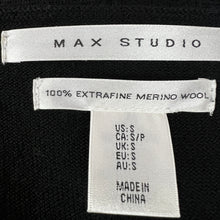 MAX STUDIO
100% EXTRAFINE MERINO WOOL
US:S
CA:S/P
UK:S
EU:S
AU:S
MADE IN
CHINA